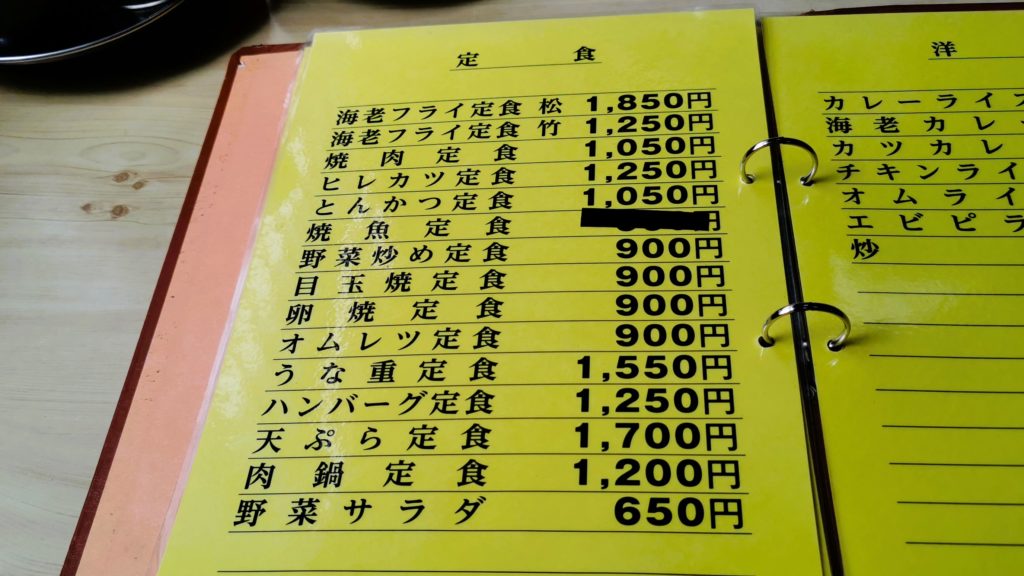 定食
海老フライ定食 松 1,850円
海老フライ定食 竹 1,250円
焼肉定食 1,050円
ヒレカツ定食 1,250円
とんかつ定食 1,050円
焼魚定食 円
野菜炒め定食 900円
目玉焼定食 900円
卵焼定食 900円
オムレツ定食 900円
うな重定食 1,550円
ハンバーグ定食 1,250円
天ぷら定食 1,700円
肉鍋定食 1,200円
野菜サラダ 650円
洋
カレーライス
海老カレ
カツカレ
チキンライ
オムライ
エビピラ
炒